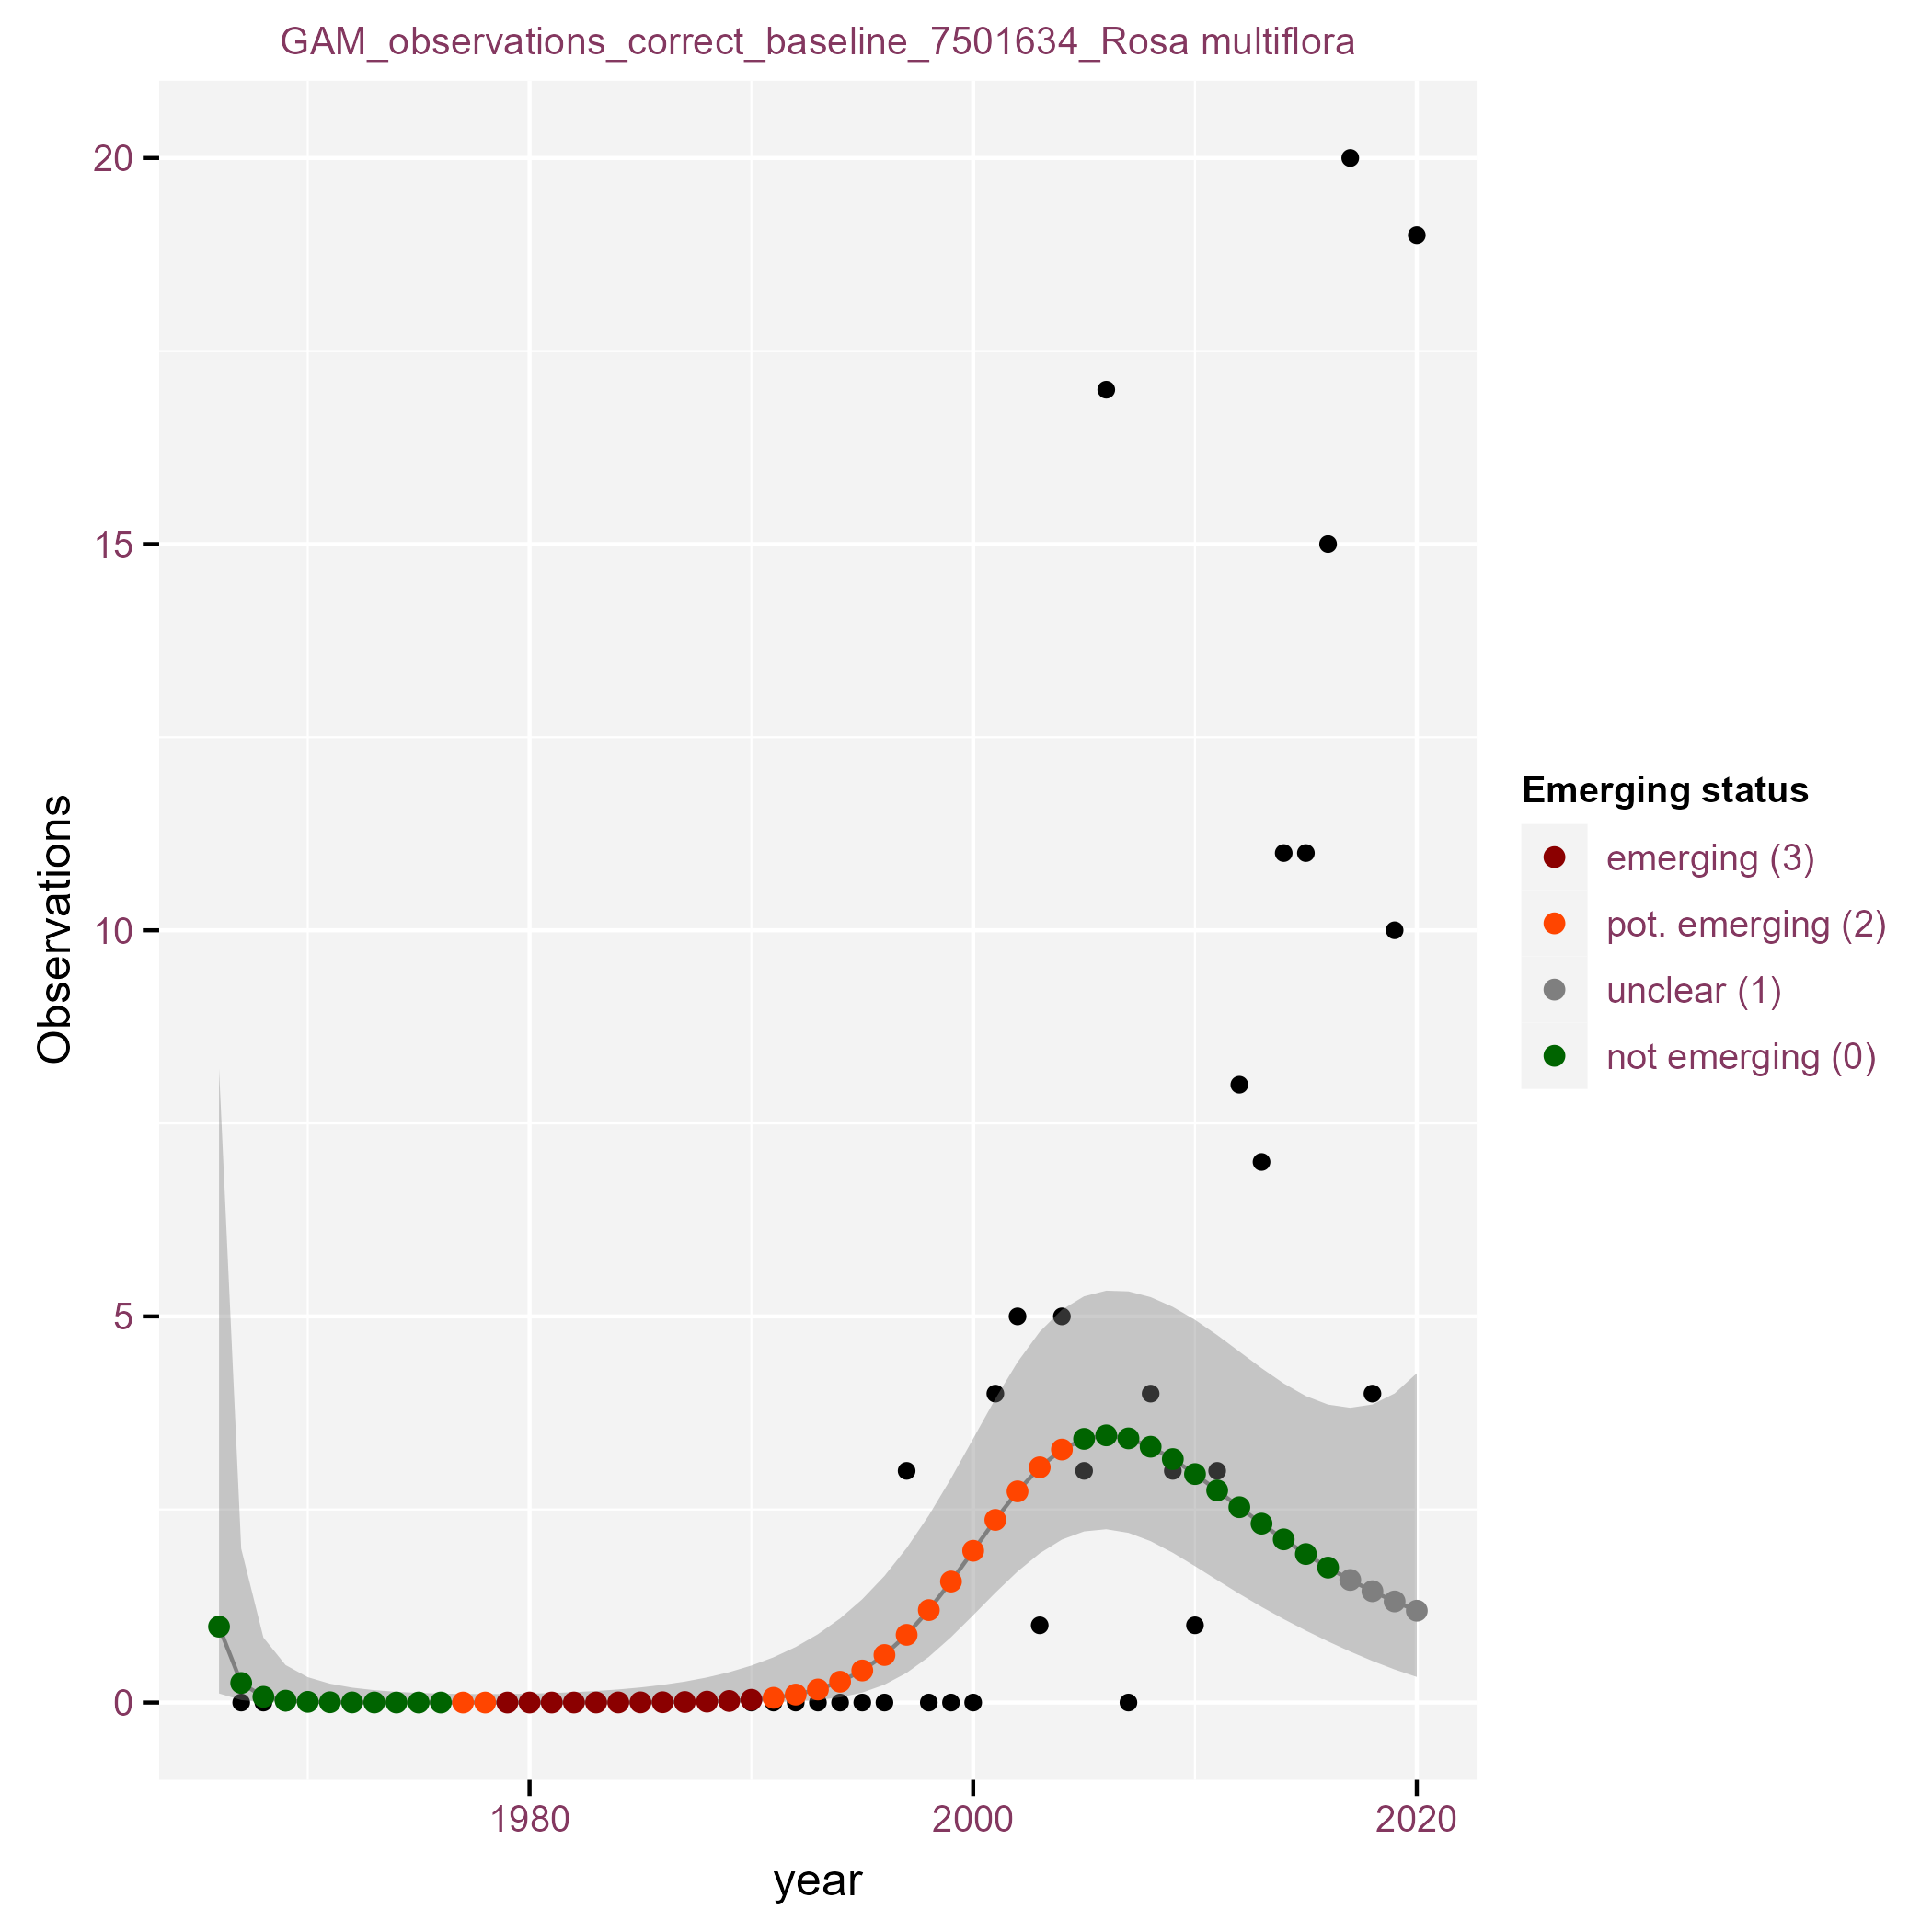 GAM_observations_correct_baseline_7501634_Rosa multiflora
20
15
10
5
0
Observations
1980
2000
2020
year
Emerging status
emerging (3)
pot. emerging (2)
unclear (1)
not emerging (0)